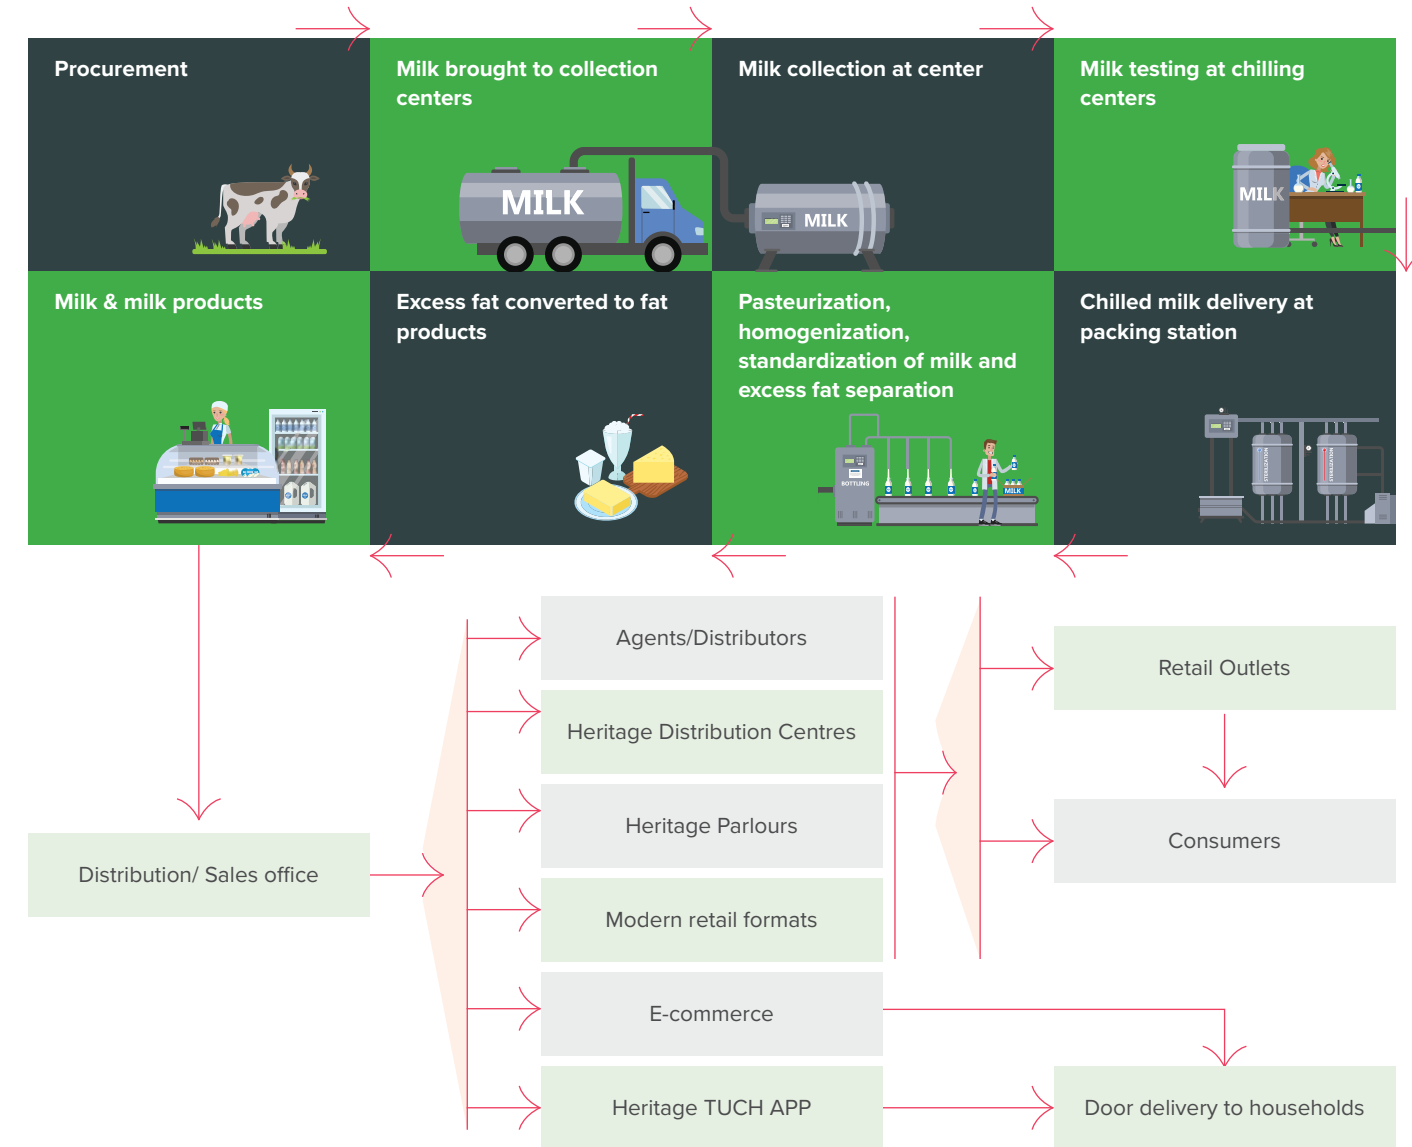 Procurement
Milk brought to collection
centers
Milk collection at center
Milk testing at chilling
centers
MILK
MILK
MILK
Milk & milk products
Excess fat converted to fat
products
Pasteurization,
homogenization,
standardization of milk and
excess fat separation
Chilled milk delivery at
packing station
BOTTLING
MILK
STERILIZATION
STERILIZATION
Agents/Distributors
Retail Outlets
Heritage Distribution Centres
Heritage Parlours
Consumers
Distribution/ Sales office
Modern retail formats
E-commerce
Heritage TUCH APP
Door delivery to households